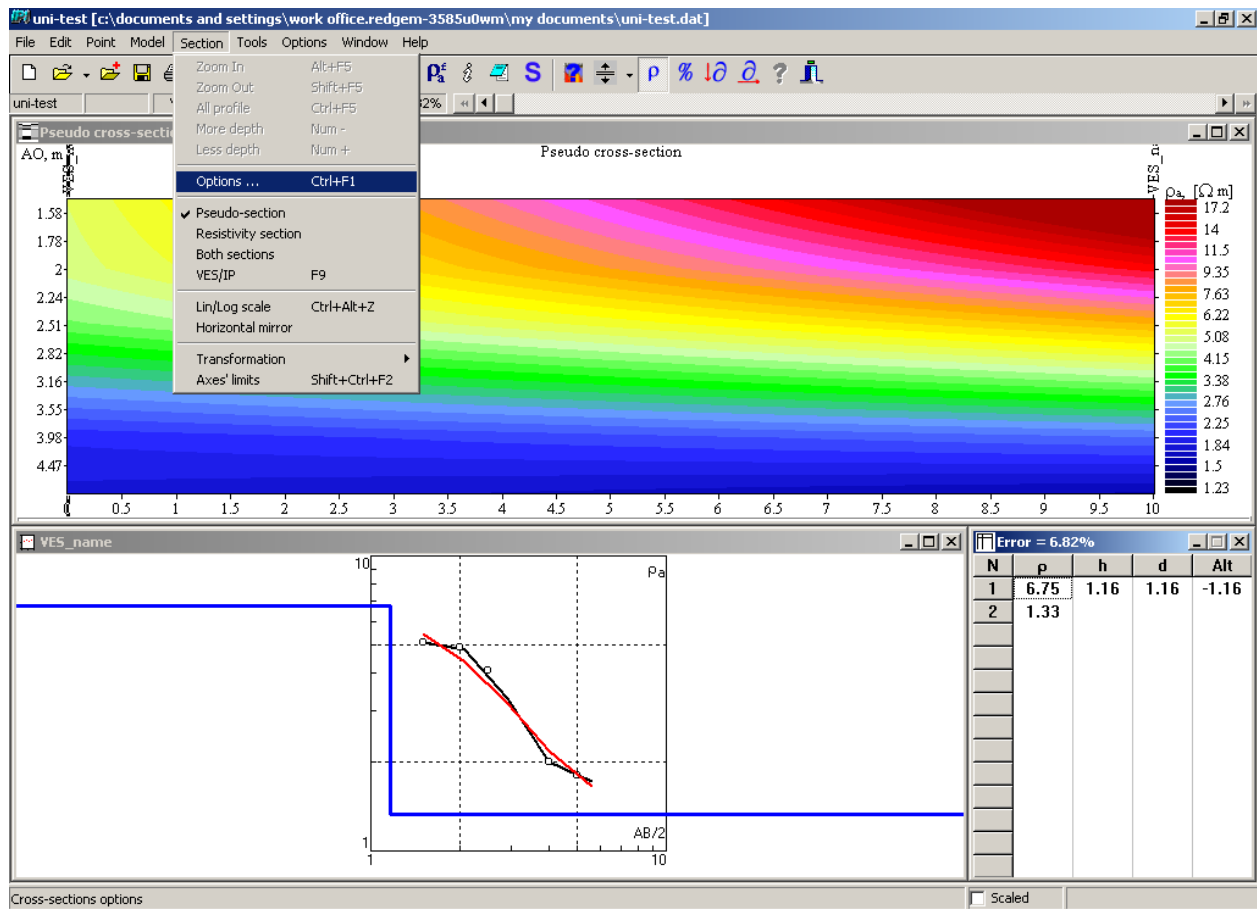 uni-test [c:\documents and settings\work office.redgem-3585u0wm\my documents\uni-test.dat]
File Edit Point Model Section Tools Options Window Help
ρ % ↓∂ ∂ ?
S
uni-test
2%
Zoom In Alt+F5
Zoom Out Shift+F5
All profile Ctrl+F5
More depth Num -
Less depth Num +
Options ... Ctrl+F1
Pseudo-section
Resistivity section
Both sections
VES/IP F9
Lin/Log scale Ctrl+Alt+Z
Horizontal mirror
Transformation
Axes' limits Shift+Ctrl+F2
Pseudo cross-secti
AO, m
Pseudo cross-section
VES_n
ρa, [Ω m]
1.58
1.78
2
2.24
2.51
2.82
3.16
3.55
3.98
4.47
17.2
14
11.5
9.35
7.63
6.22
5.08
4.15
3.38
2.76
2.25
1.84
1.5
1.23
0.5 1 1.5 2 2.5 3 3.5 4 4.5 5 5.5 6 6.5 7 7.5 8 8.5 9 9.5 10
VES_name
10
ρa
1
AB/2
1 10
Error = 6.82%
N ρ h d Alt
1 6.75 1.16 1.16 -1.16
2 1.33
Cross-sections options
Scaled